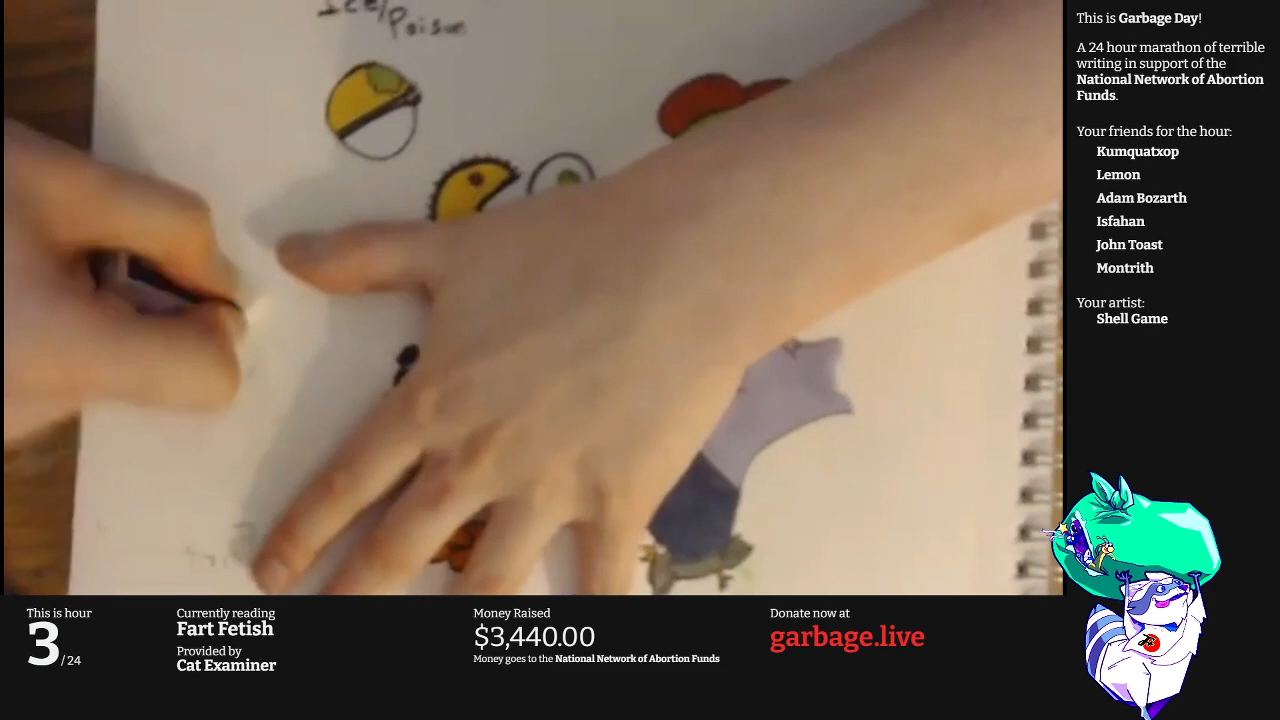 Ice/
Poison
This is Garbage Day!
A 24 hour marathon of terrible
writing in support of the
National Network of Abortion
Funds.
Your friends for the hour:
Kumquatxop
Lemon
Adam Bozarth
Isfahan
John Toast
Montrith
Your artist:
Shell Game
This is hour
3/24
Currently reading
Fart Fetish
Provided by
Cat Examiner
Money Raised
$3,440.00
Money goes to the National Network of Abortion Funds
Donate now at
garbage.live